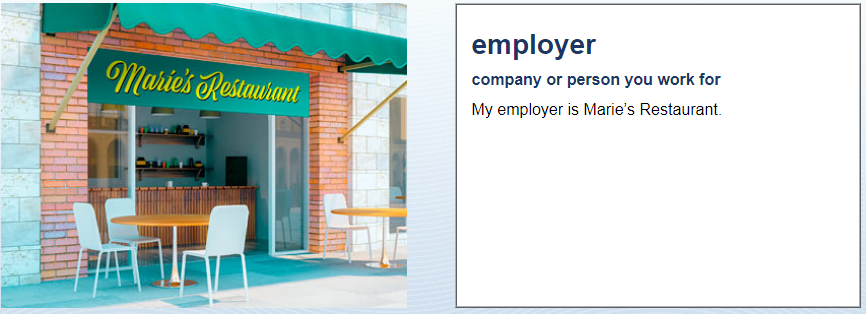 Marie's Restaurant
employer
company or person you work for
My employer is Marie’s Restaurant.